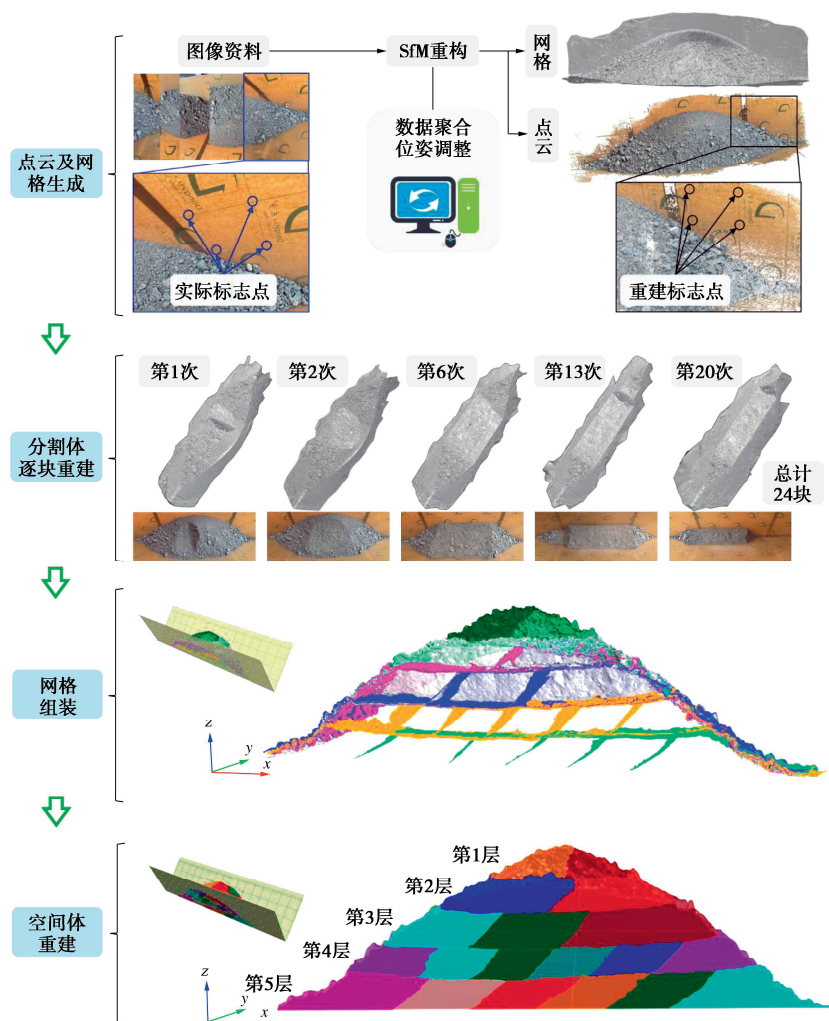 图像资料
SfM重构
网格
点云
数据聚合
位姿调整
点云及网
格生成
实际标志点
重建标志点
第1次
第2次
第6次
第13次
第20次
分割体
逐块重建
总计
24块
网格
组装
z
y
x
第1层
第2层
第3层
第4层
第5层
空间体
重建
z
y
x